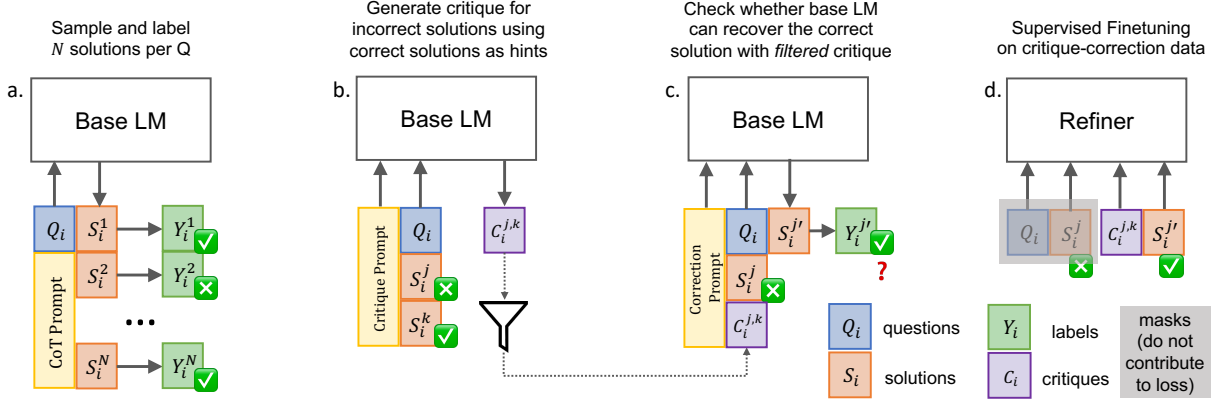 Sample and label
N solutions per Q
a.
Base LM
Q_i
S_i^1
Y_i^1
S_i^2
Y_i^2
CoT Prompt
...
S_i^N
Y_i^N
Generate critique for
incorrect solutions using
correct solutions as hints
b.
Base LM
Critique Prompt
Q_i
C_i^{j,k}
S_i^j
S_i^k
Check whether base LM
can recover the correct
solution with filtered critique
c.
Base LM
Correction
Prompt
Q_i
S_i^{j′}
Y_i^{j′}
?
S_i^j
C_i^{j,k}
Supervised Finetuning
on critique-correction data
d.
Refiner
Q_i
S_i^j
C_i^{j,k}
S_i^{j′}
Q_i questions
Y_i labels
S_i solutions
C_i critiques
masks
(do not
contribute
to loss)